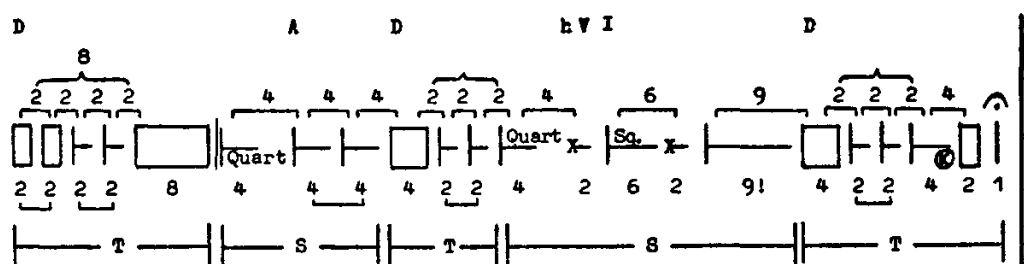 D A D h V I D
8
2 2 2 2 4 4 4 2 2 2 4 6 9 2 2 2 4
Quart Quart X Sq. X K
2 2 2 2 8 4 4 4 4 2 2 4 2 6 2 9! 4 2 2 4 2 1
T S T S T